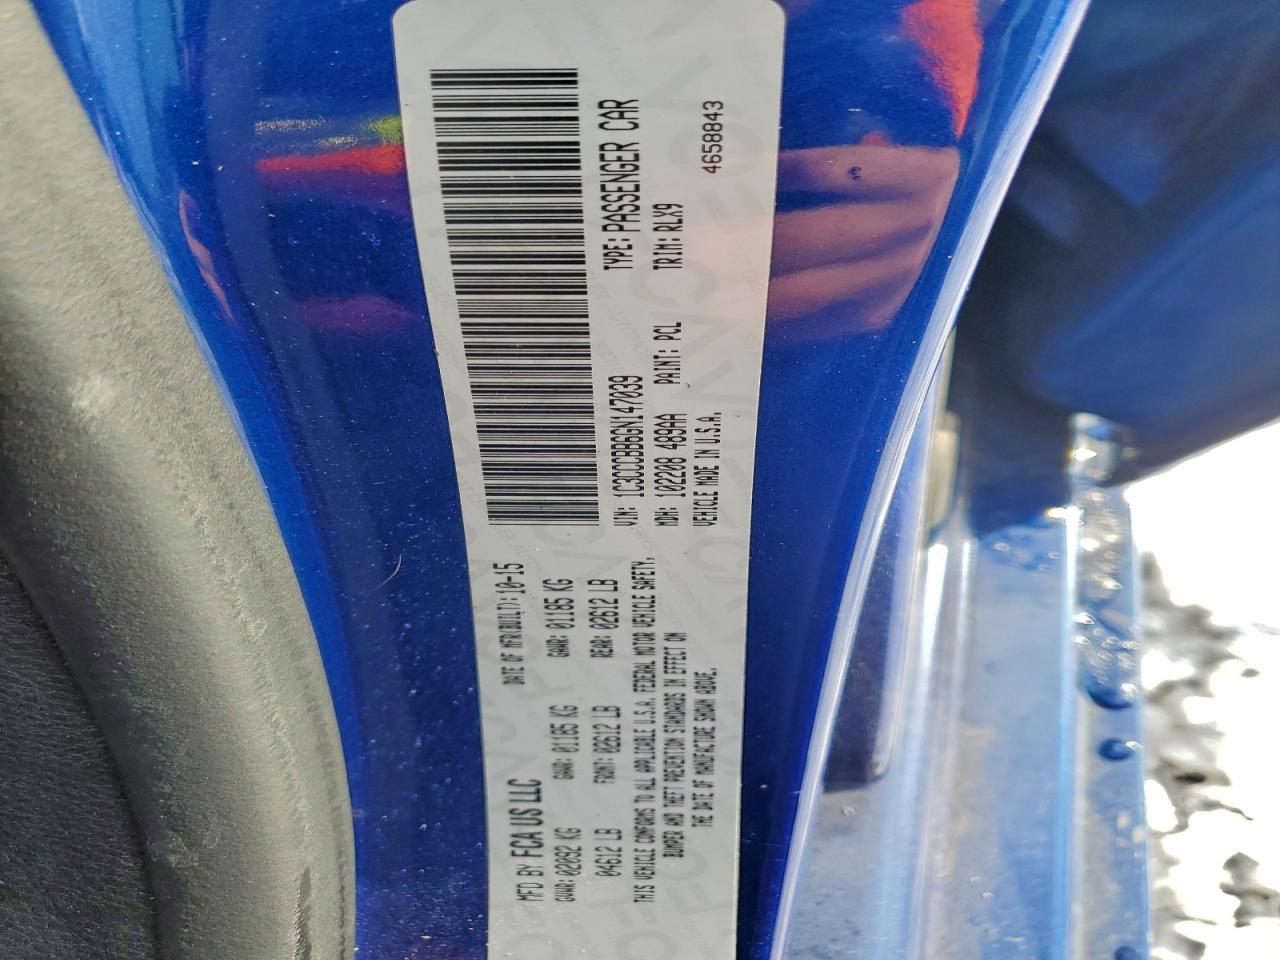 MFD BY FCA US LLC
DATE OF MFR(BUILT): 10-15
GVWR: 02092 KG
GAWR: 01185 KG
GAWR: 01185 KG
04612 LB
FRONT: 02612 LB
REAR: 02612 LB
THIS VEHICLE CONFORMS TO ALL APPLICABLE U.S.A. FEDERAL MOTOR VEHICLE SAFETY,
BUMPER AND THEFT PREVENTION STANDARDS IN EFFECT ON
THE DATE OF MANUFACTURE SHOWN ABOVE.
VIN: 1C3CCCBB6GN147039
TYPE: PASSENGER CAR
MDH: 102208 489AA
PAINT: PCL
TRIM: RLX9
VEHICLE MADE IN U.S.A.
4658843